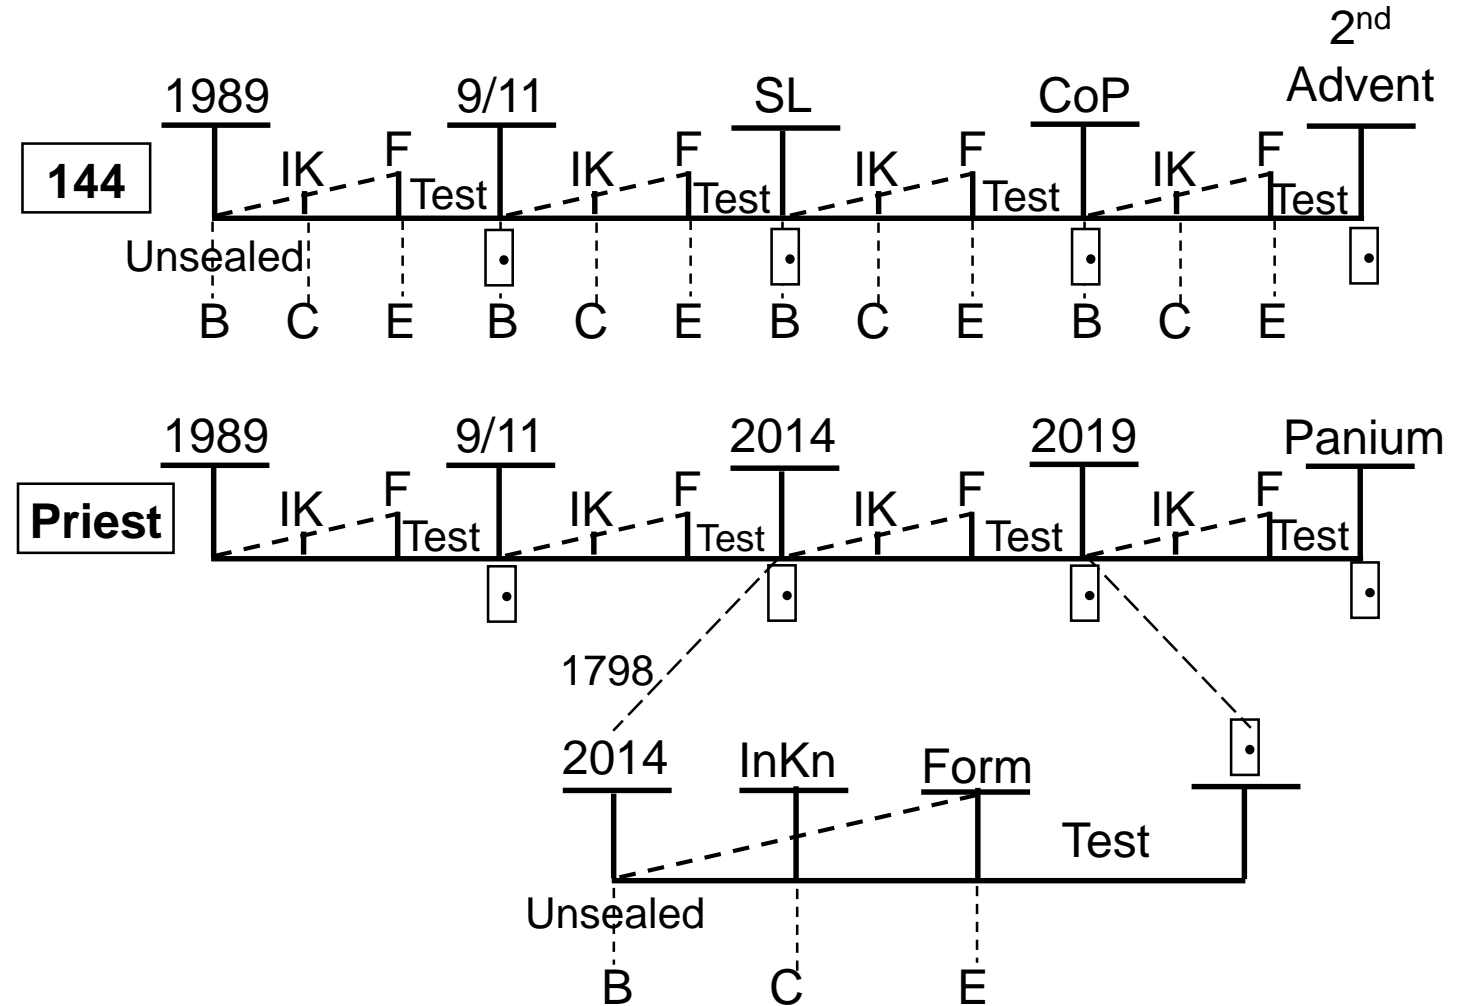 2nd
1989 9/11 SL CoP Advent
144
IK F IK F IK F IK F
Test Test Test Test
Unsealed
B C E B C E B C E B C E
1989 9/11 2014 2019 Panium
Priest
IK F IK F IK F IK F
Test Test Test Test
1798
2014 InKn Form
Test
Unsealed
B C E